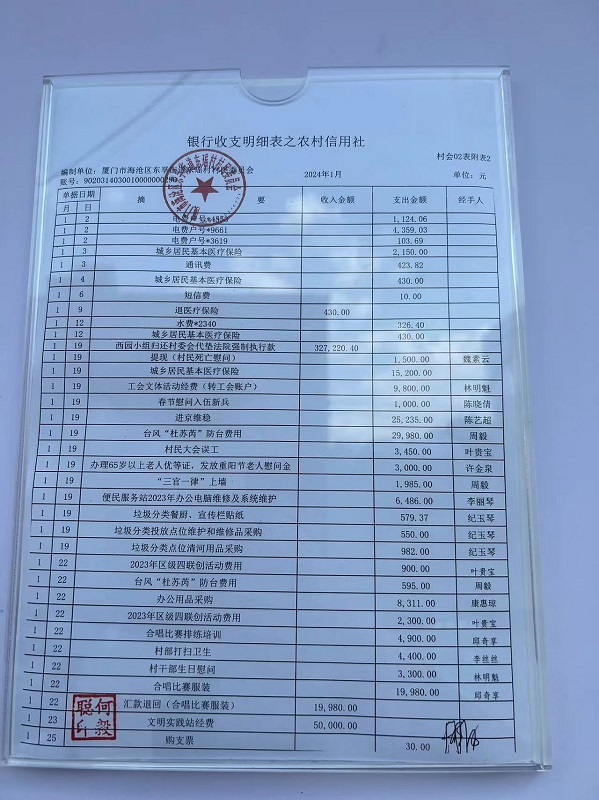 银行收支明细表之农村信用社
村会02表附表2
编制单位：厦门市海沧区东孚 委员会 2024年1月 单位：元
账号：9020314030010000000290
单据日期 摘 要 收入金额 支出金额 经手人
月 日
1 2 电费户号*4553 1,124.06
1 2 电费户号*9661 4,359.03
1 2 电费户号*3619 103.69
1 3 城乡居民基本医疗保险 2,150.00
1 3 通讯费 423.82
1 4 城乡居民基本医疗保险 430.00
1 6 短信费 10.00
1 9 退医疗保险 430.00
1 12 水费*2340 326.40
1 12 城乡居民基本医疗保险 430.00
1 19 西园小组归还村委会代垫法院强制执行款 327,220.40
1 19 提现（村民死亡慰问） 1,500.00 魏素云
1 19 城乡居民基本医疗保险 15,200.00
1 19 工会文体活动经费（转工会账户） 9,800.00 林明魁
1 19 春节慰问入伍新兵 1,000.00 陈晓倩
1 19 进京维稳 25,235.00 陈艺超
1 19 台风“杜苏芮”防台费用 29,980.00 周毅
1 19 村民大会误工 3,450.00 叶贵宝
1 19 办理65岁以上老人优等证，发放重阳节老人慰问金 3,000.00 许金泉
1 19 “三官一律”上墙 1,985.00 周毅
1 19 便民服务站2023年办公电脑维修及系统维护 6,486.00 李丽琴
1 19 垃圾分类餐厨、宣传栏贴纸 579.37 纪玉琴
1 19 垃圾分类投放点位维护和维修品采购 550.00 纪玉琴
1 19 垃圾分类点位清河用品采购 982.00 纪玉琴
1 22 2023年区级四联创活动费用 900.00 叶贵宝
1 22 台风“杜苏芮”防台费用 595.00 周毅
1 22 办公用品采购 8,311.00 康惠琼
1 22 2023年区级四联创活动费用 2,300.00 叶贵宝
1 22 合唱比赛排练培训 4,900.00 邱奇享
1 22 村部打扫卫生 4,400.00 李丝丝
1 22 村干部生日慰问 3,300.00 林明魁
1 22 合唱比赛服装 19,980.00 邱奇享
1 22 汇款退回（合唱比赛服装） 19,980.00
1 23 文明实践站经费 50,000.00
1 25 购支票 30.00
何毅聪印